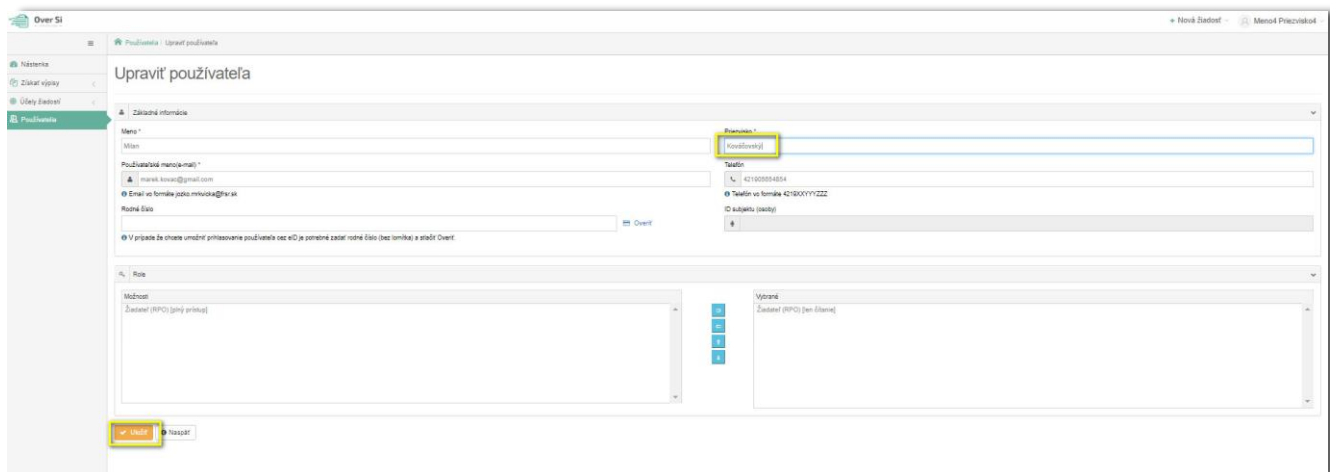 Over Si
+ Nová žiadosť
Meno4 Priezvisko4
Používatelia / Upraviť používateľa
Nástenka
Získať výpisy
Účely žiadostí
Používatelia
Upraviť používateľa
Základné informácie
Meno *
Priezvisko *
Milan
Kováčovský
Používateľské meno(e-mail) *
Telefón
marek.kovac@gmail.com
421905654654
Email vo formáte jozko.mrkvicka@frsr.sk
Telefón vo formáte 4219XXYYYZZZ
Rodné číslo
ID subjektu (osoby)
Overiť
V prípade že chcete umožniť prihlasovanie používateľa cez eID je potrebné zadať rodné číslo (bez lomítka) a stlačiť Overiť
Role
Možnosti
Vybrané
Žiadateľ (RPO) [plný prístup]
Žiadateľ (RPO) [len čítanie]
Uložiť
Naspäť